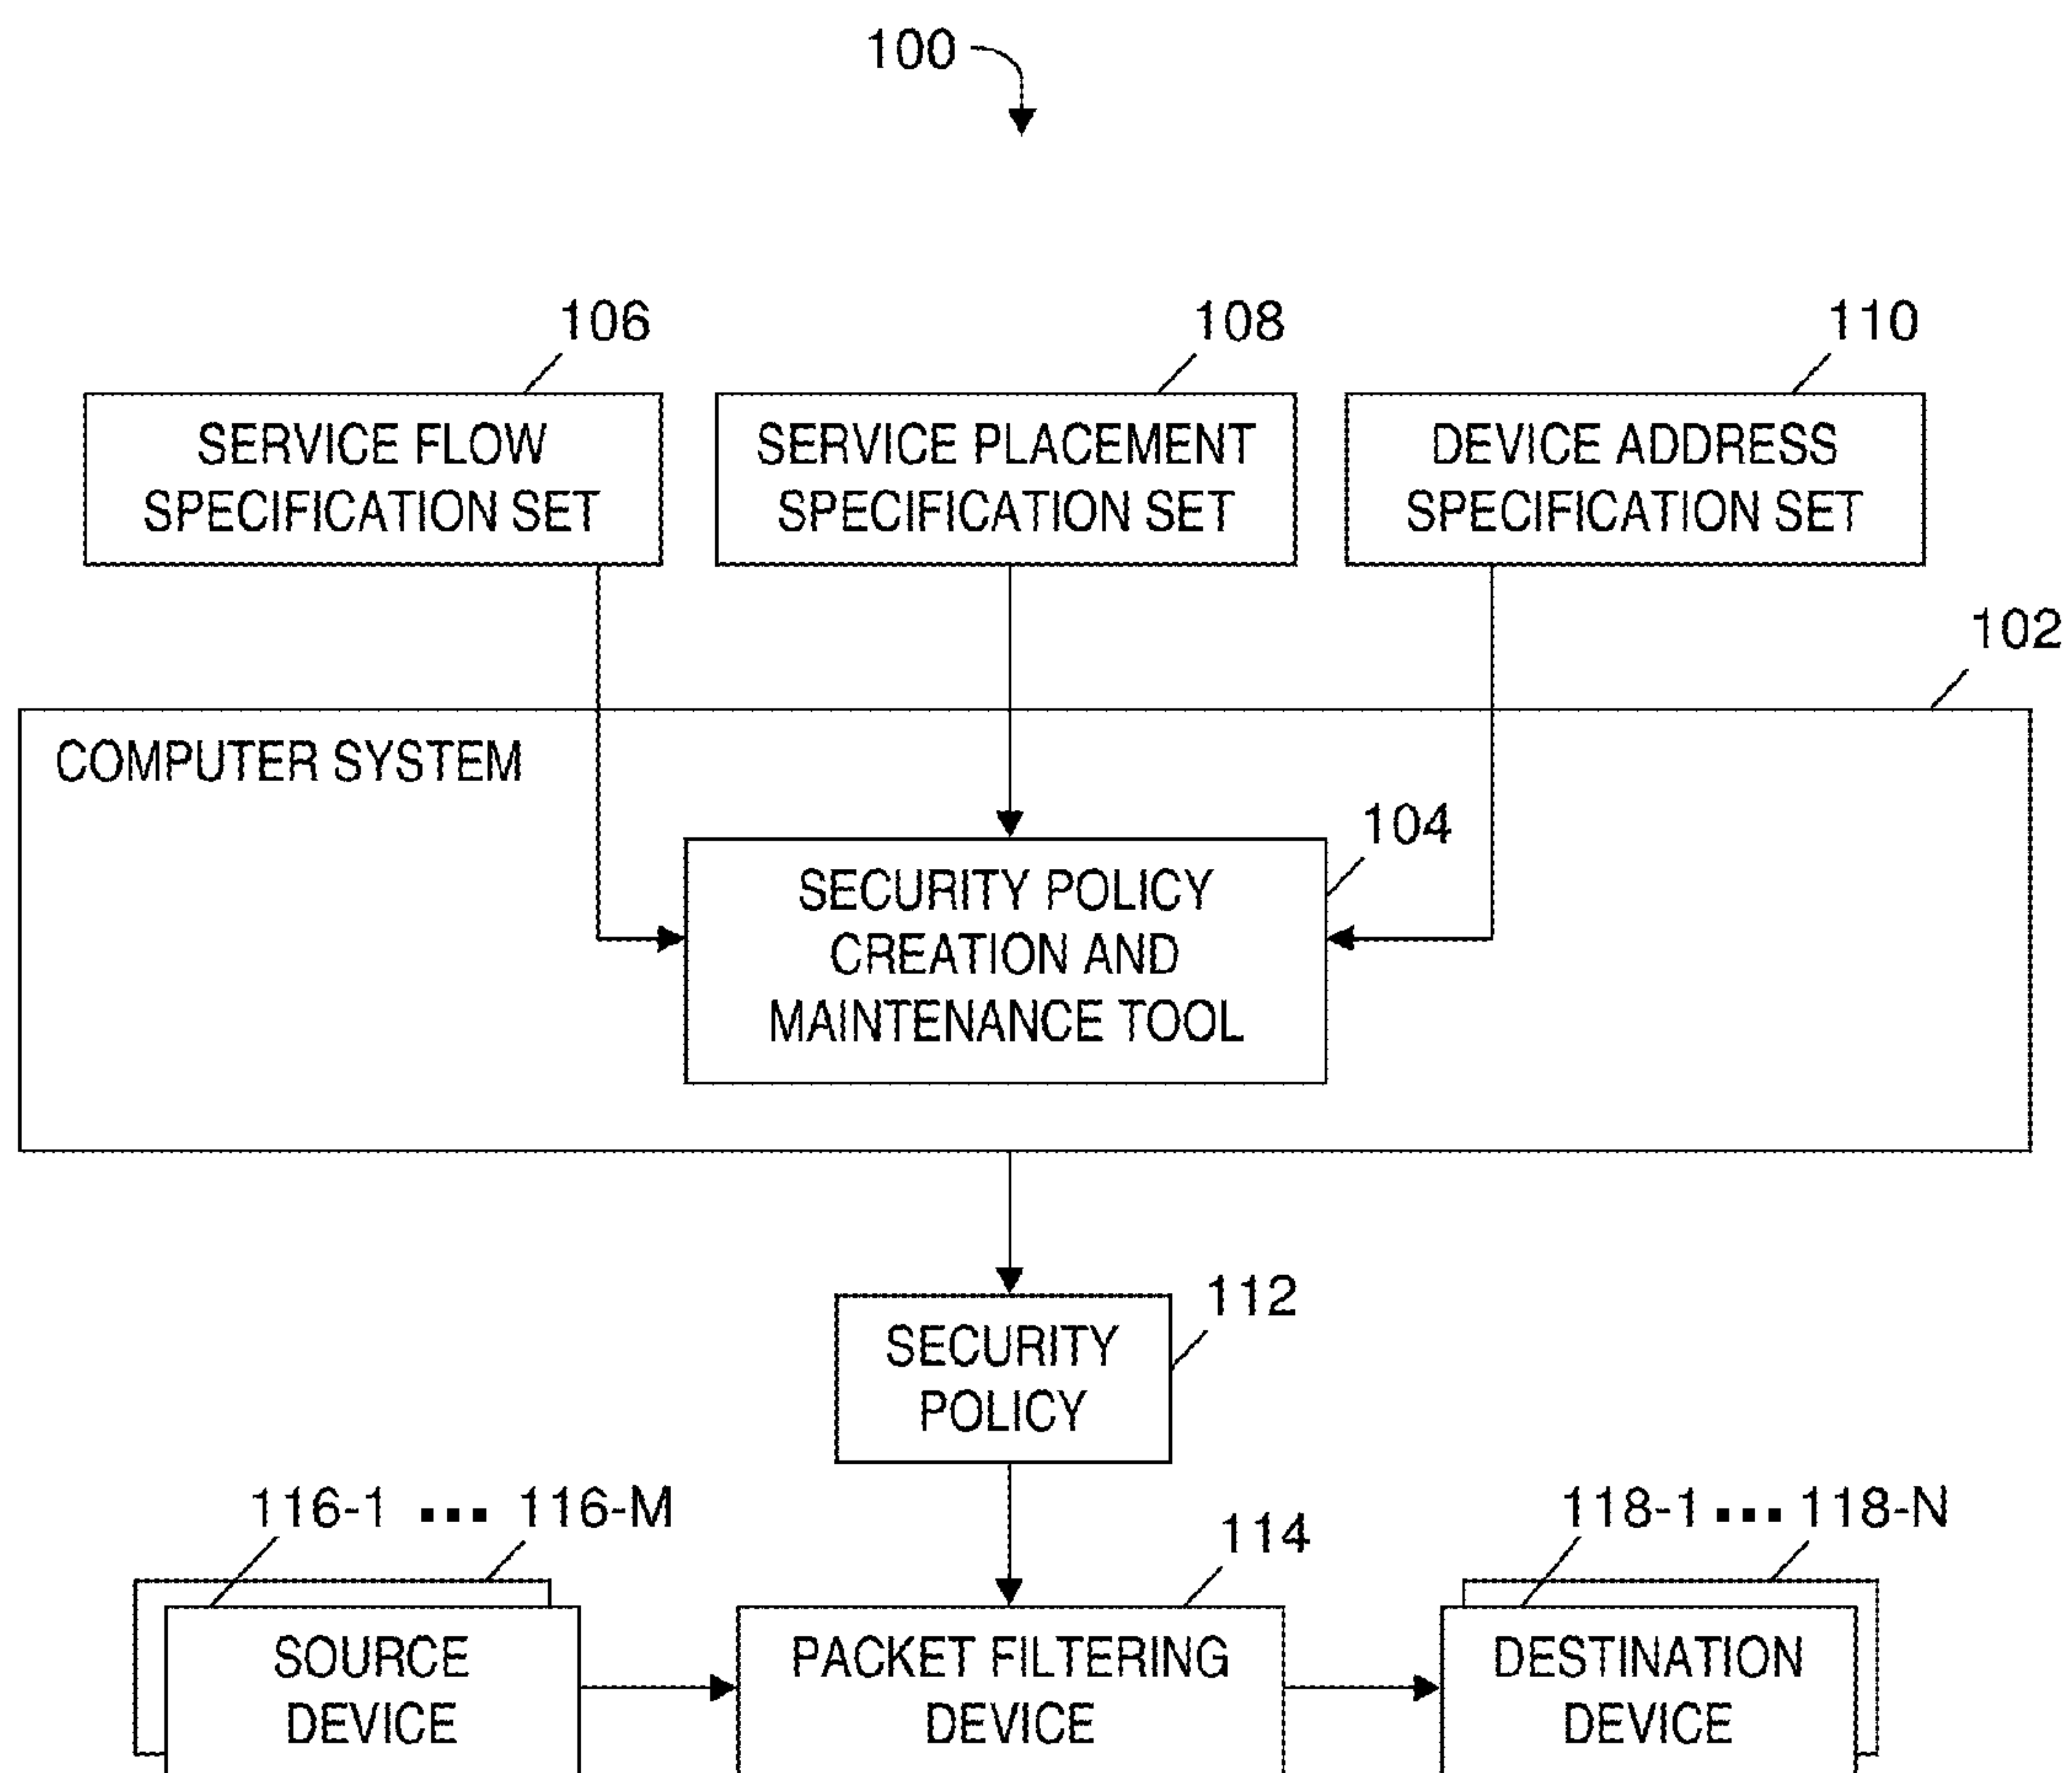 100
106
108
110
SERVICE FLOW
SPECIFICATION SET
SERVICE PLACEMENT
SPECIFICATION SET
DEVICE ADDRESS
SPECIFICATION SET
102
COMPUTER SYSTEM
104
SECURITY POLICY
CREATION AND
MAINTENANCE TOOL
112
SECURITY
POLICY
116-1 ... 116-M
114
118-1 ... 118-N
SOURCE
DEVICE
PACKET FILTERING
DEVICE
DESTINATION
DEVICE